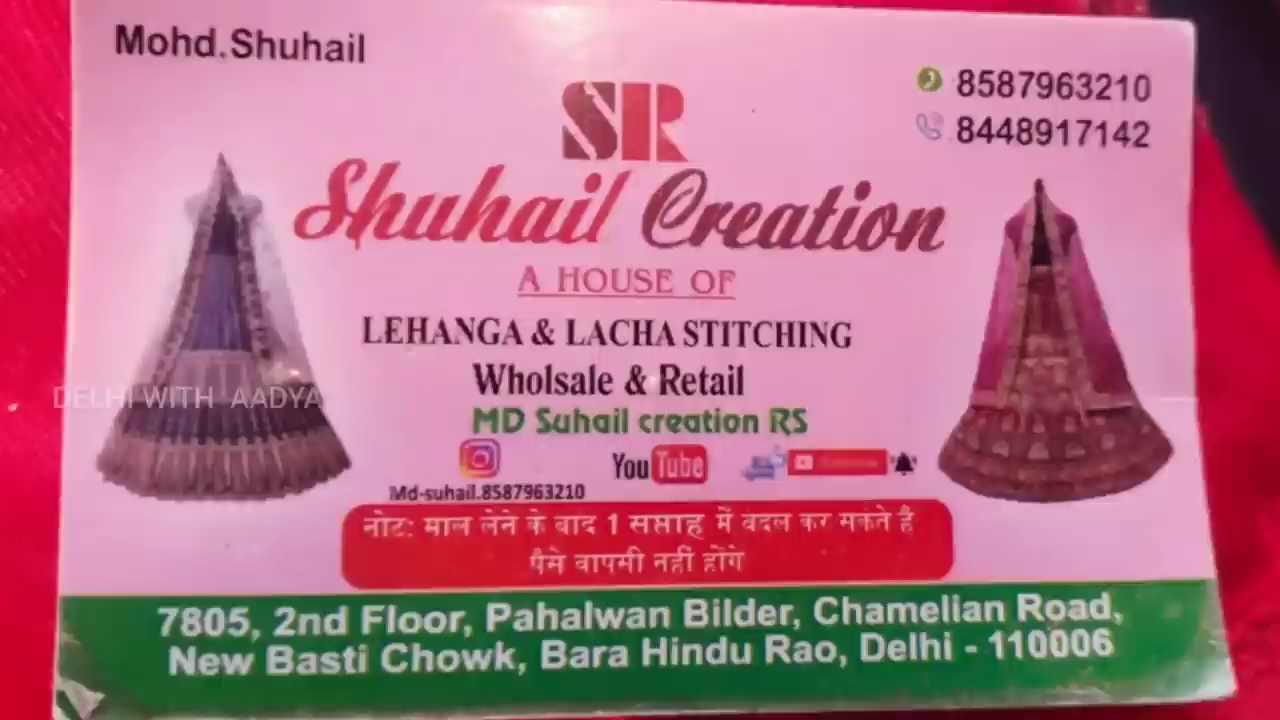 Mohd.Shuhail
8587963210
8448917142
SR
Shuhail Creation
A HOUSE OF
LEHANGA & LACHA STITCHING
Wholsale & Retail
DELHI WITH AADYA
MD Suhail creation RS
YouTube
Md-suhail.8587963210
नोट: माल लेने के बाद 1 सप्ताह में बदल कर सकते है
पैसे वापसी नहीं होंगे
7805, 2nd Floor, Pahalwan Bilder, Chamelian Road,
New Basti Chowk, Bara Hindu Rao, Delhi - 110006